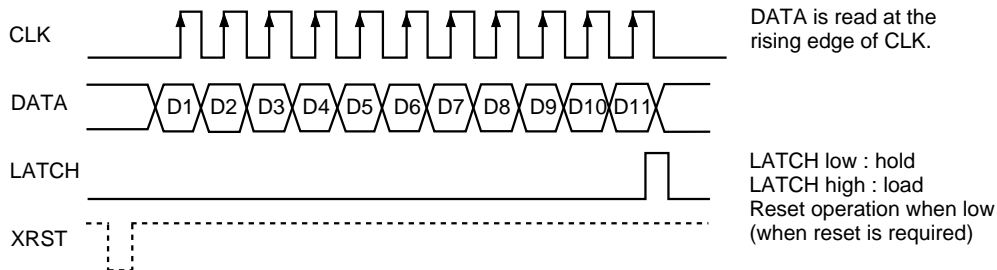 CLK
DATA is read at the
rising edge of CLK.
DATA
D1 D2 D3 D4 D5 D6 D7 D8 D9 D10 D11
LATCH
LATCH low : hold
LATCH high : load
Reset operation when low
(when reset is required)
XRST